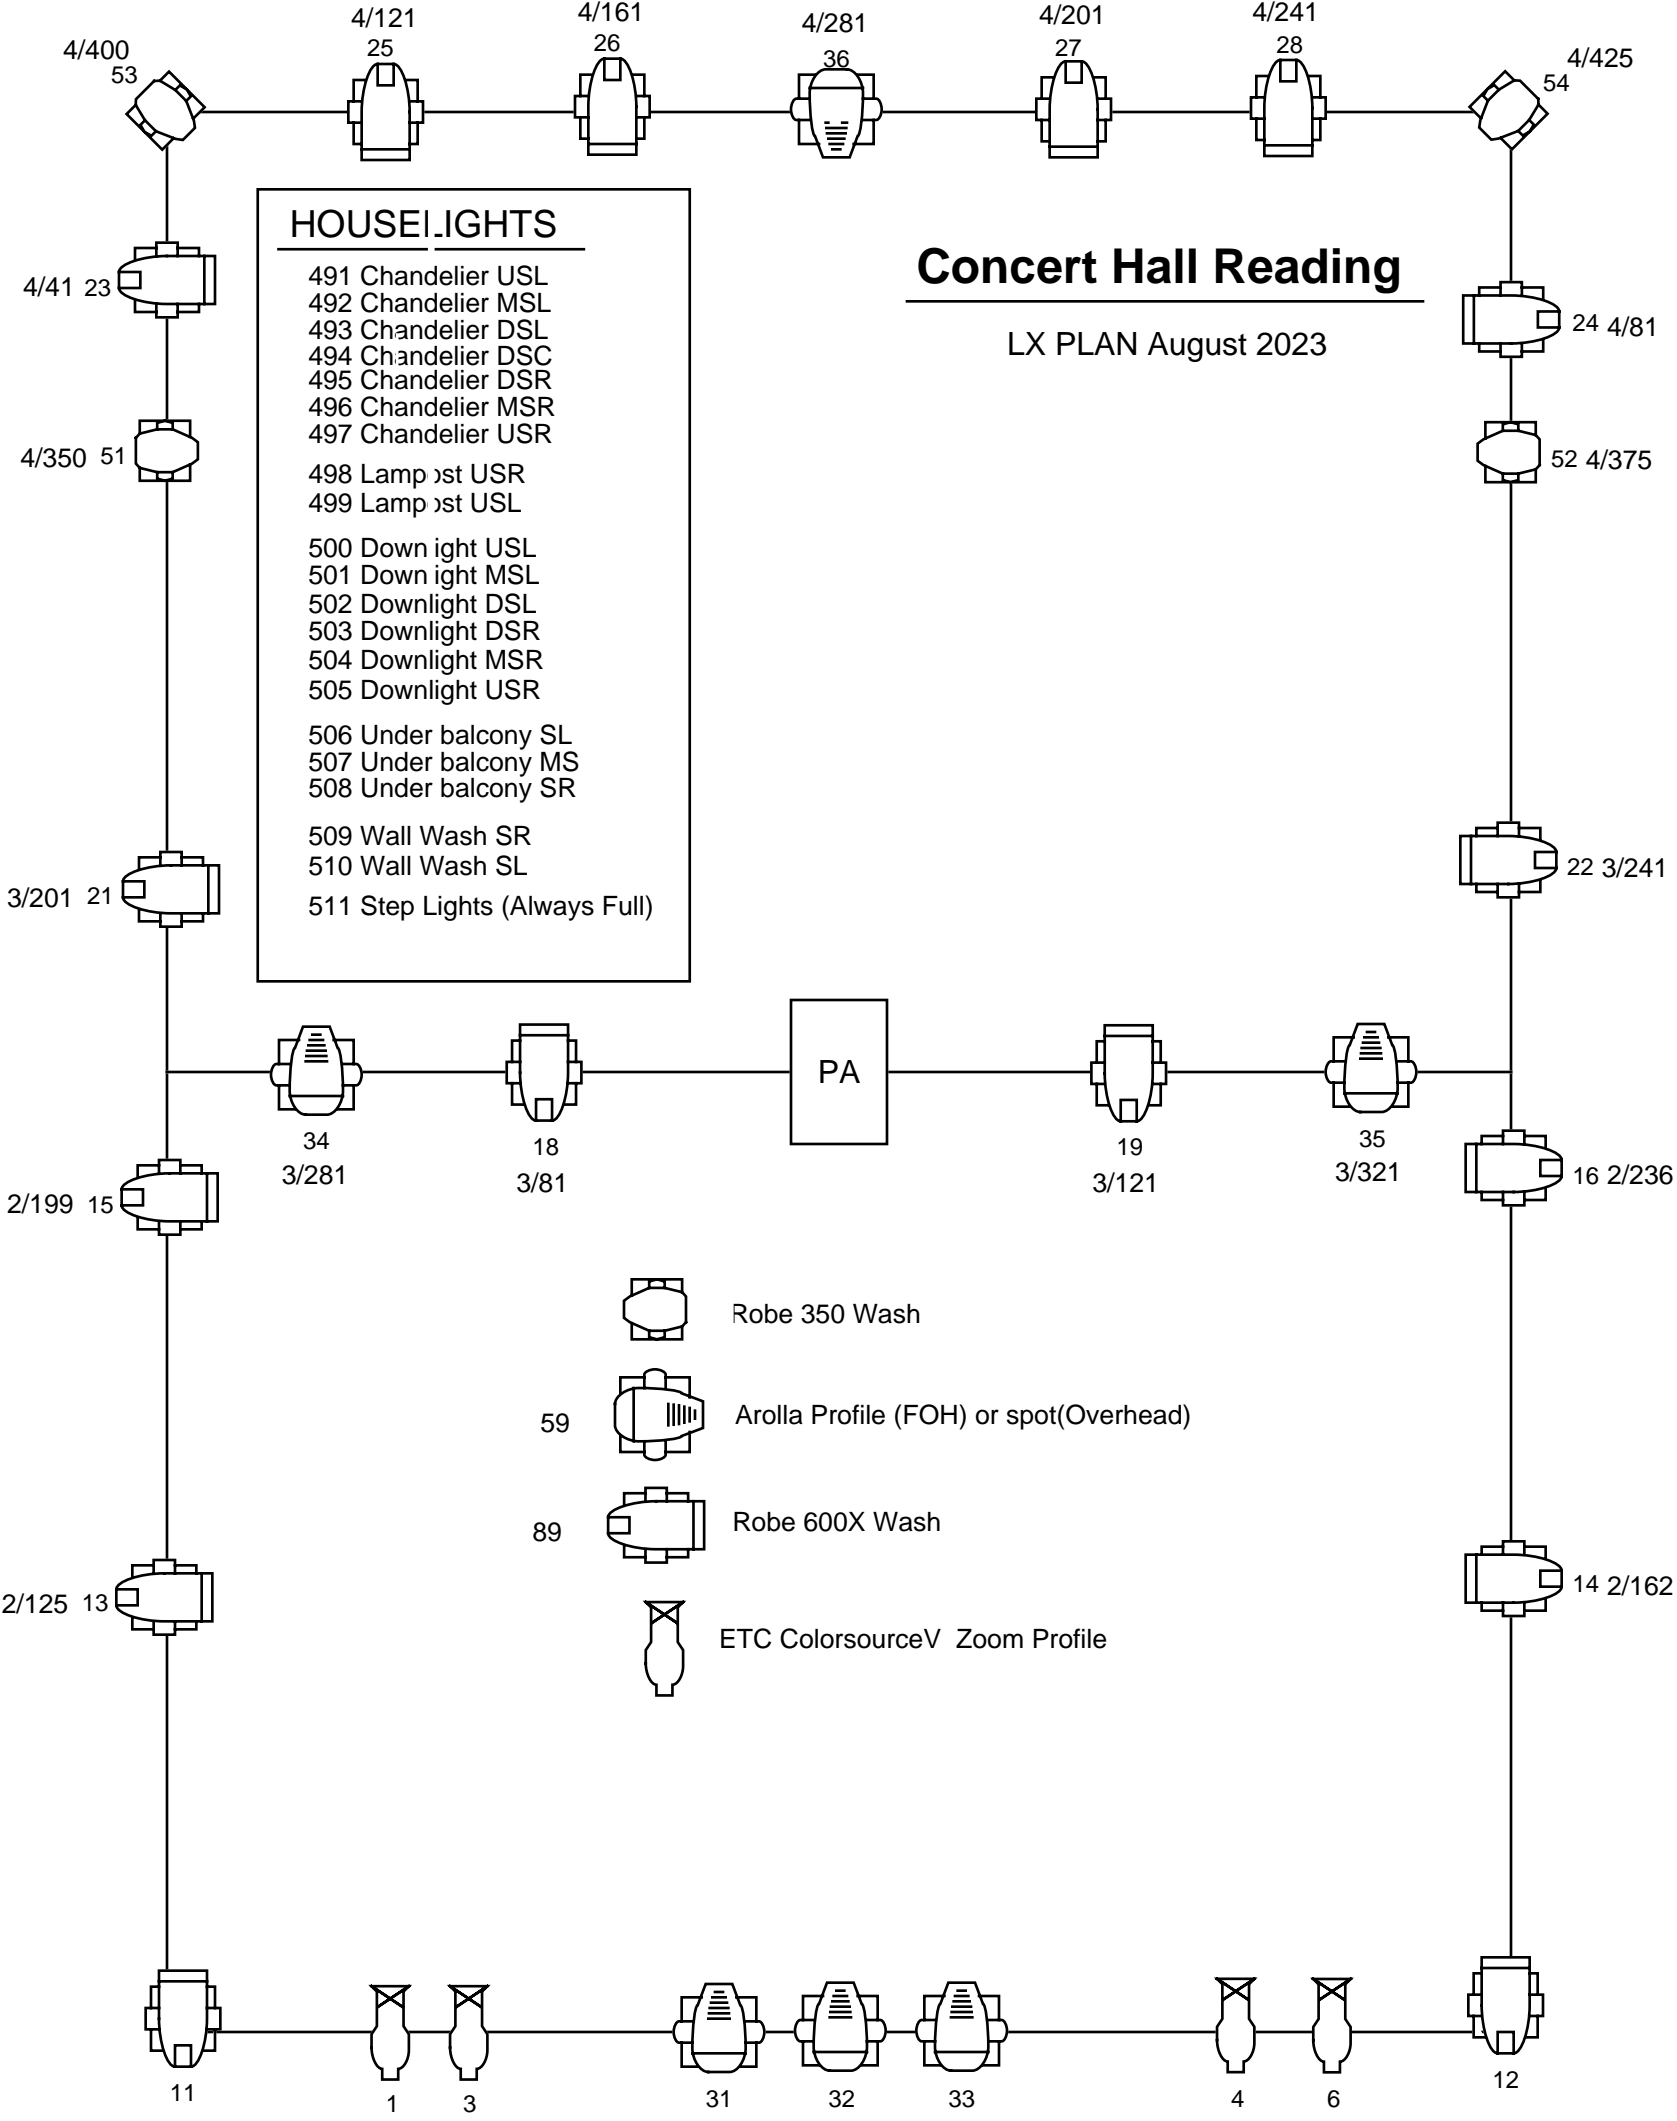 4/121
4/161
4/281
4/201
4/241
4/400
53
25
26
36
27
28
4/425
54
HOUSELIGHTS
491 Chandelier USL
492 Chandelier MSL
493 Chandelier DSL
494 Chandelier DSC
495 Chandelier DSR
496 Chandelier MSR
497 Chandelier USR
498 Lampost USR
499 Lampost USL
500 Downlight USL
501 Downlight MSL
502 Downlight DSL
503 Downlight DSR
504 Downlight MSR
505 Downlight USR
506 Under balcony SL
507 Under balcony MS
508 Under balcony SR
509 Wall Wash SR
510 Wall Wash SL
511 Step Lights (Always Full)
Concert Hall Reading
LX PLAN August 2023
4/41 23
24 4/81
4/350 51
52 4/375
3/201 21
22 3/241
PA
34
3/281
18
3/81
19
3/121
35
3/321
2/199 15
16 2/236
Robe 350 Wash
59 Arolla Profile (FOH) or spot(Overhead)
89 Robe 600X Wash
ETC ColorsourceV Zoom Profile
2/125 13
14 2/162
11
1
3
31
32
33
4
6
12